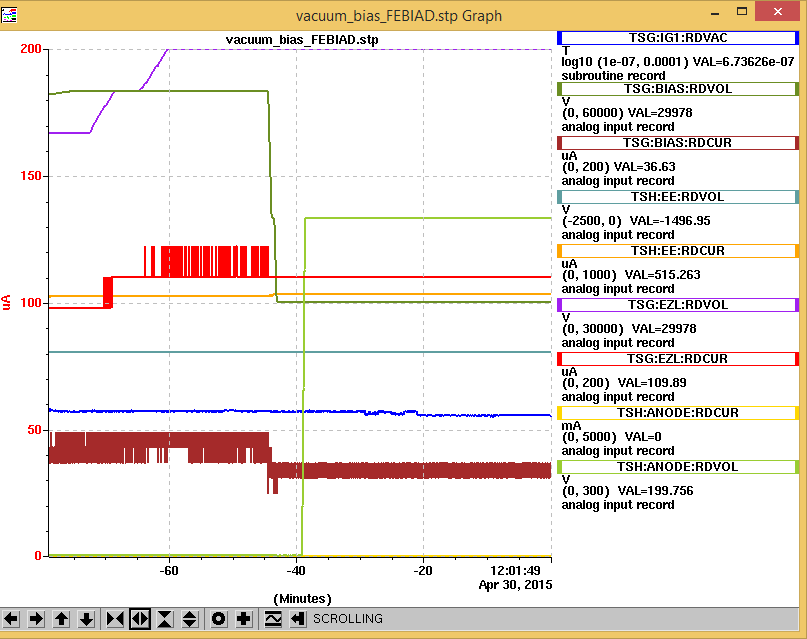 vacuum_bias_FEBIAD.stp Graph
vacuum_bias_FEBIAD.stp
200
150
100
50
0
uA
-60
-40
-20
12:01:49
Apr 30, 2015
(Minutes)
TSG:IG1:RDVAC
T
log10 (1e-07, 0.0001) VAL=6.73626e-07
subroutine record
TSG:BIAS:RDVOL
V
(0, 60000) VAL=29978
analog input record
TSG:BIAS:RDCUR
uA
(0, 200) VAL=36.63
analog input record
TSH:EE:RDVOL
V
(-2500, 0) VAL=-1496.95
analog input record
TSH:EE:RDCUR
uA
(0, 1000) VAL=515.263
analog input record
TSG:EZL:RDVOL
V
(0, 30000) VAL=29978
analog input record
TSG:EZL:RDCUR
uA
(0, 200) VAL=109.89
analog input record
TSH:ANODE:RDCUR
mA
(0, 5000) VAL=0
analog input record
TSH:ANODE:RDVOL
V
(0, 300) VAL=199.756
analog input record
SCROLLING